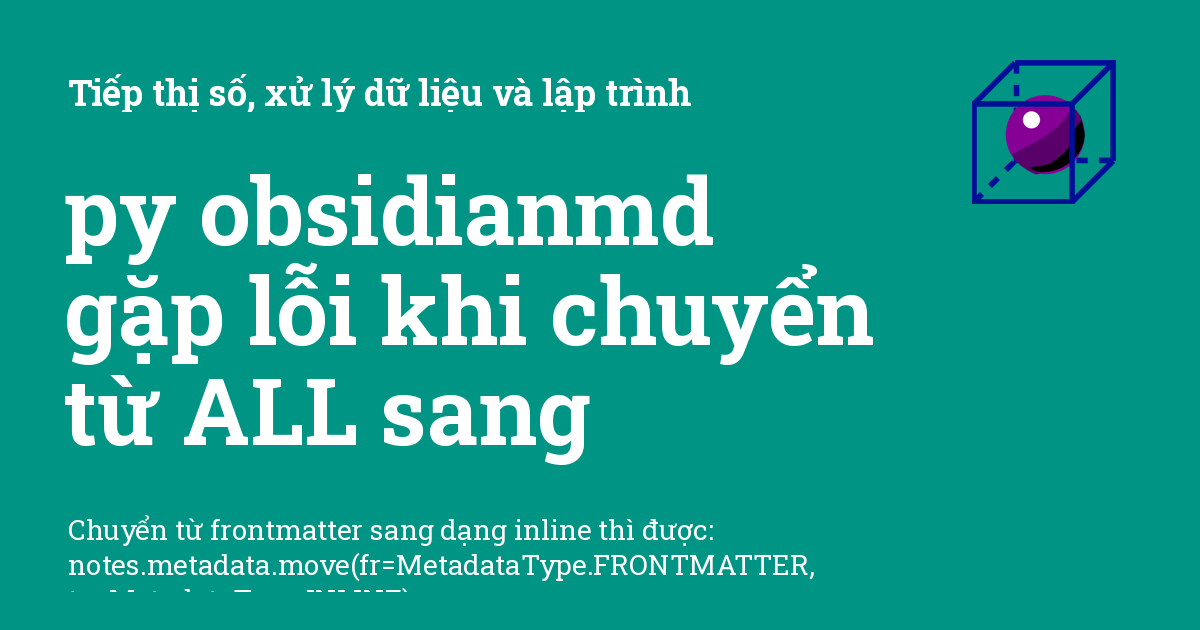 Tiếp thị số, xử lý dữ liệu và lập trình
py obsidianmd
gặp lỗi khi chuyển
từ ALL sang
Chuyển từ frontmatter sang dạng inline thì được:
notes.metadata.move(fr=MetadataType.FRONTMATTER,